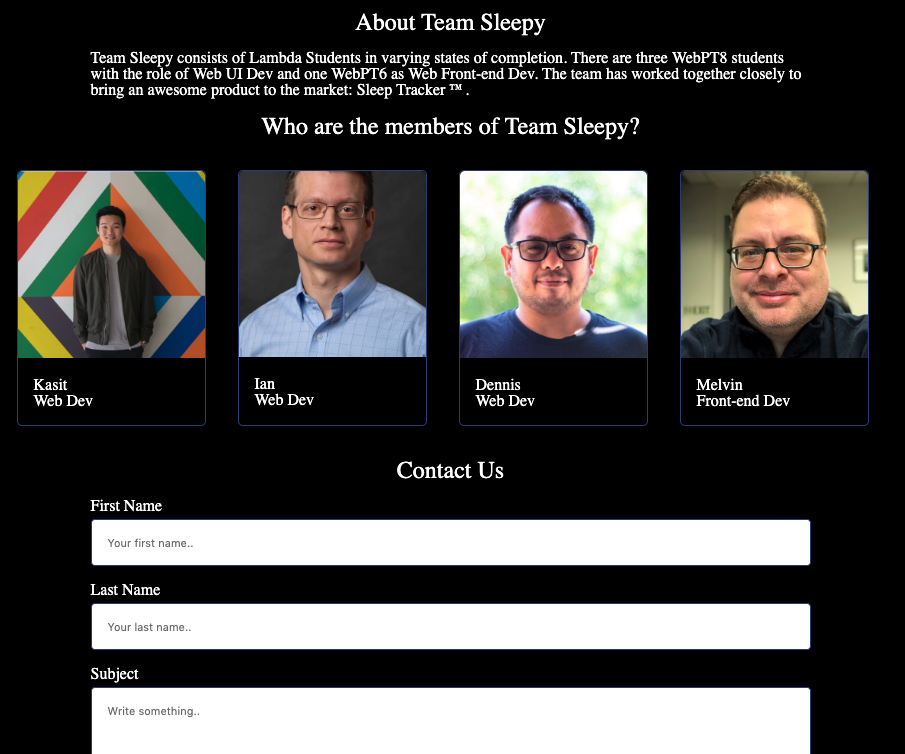 About Team Sleepy
Team Sleepy consists of Lambda Students in varying states of completion. There are three WebPT8 students
with the role of Web UI Dev and one WebPT6 as Web Front-end Dev. The team has worked together closely to
bring an awesome product to the market: Sleep Tracker ™ .
Who are the members of Team Sleepy?
Kasit
Web Dev
Ian
Web Dev
Dennis
Web Dev
Melvin
Front-end Dev
Contact Us
First Name
Your first name..
Last Name
Your last name..
Subject
Write something..